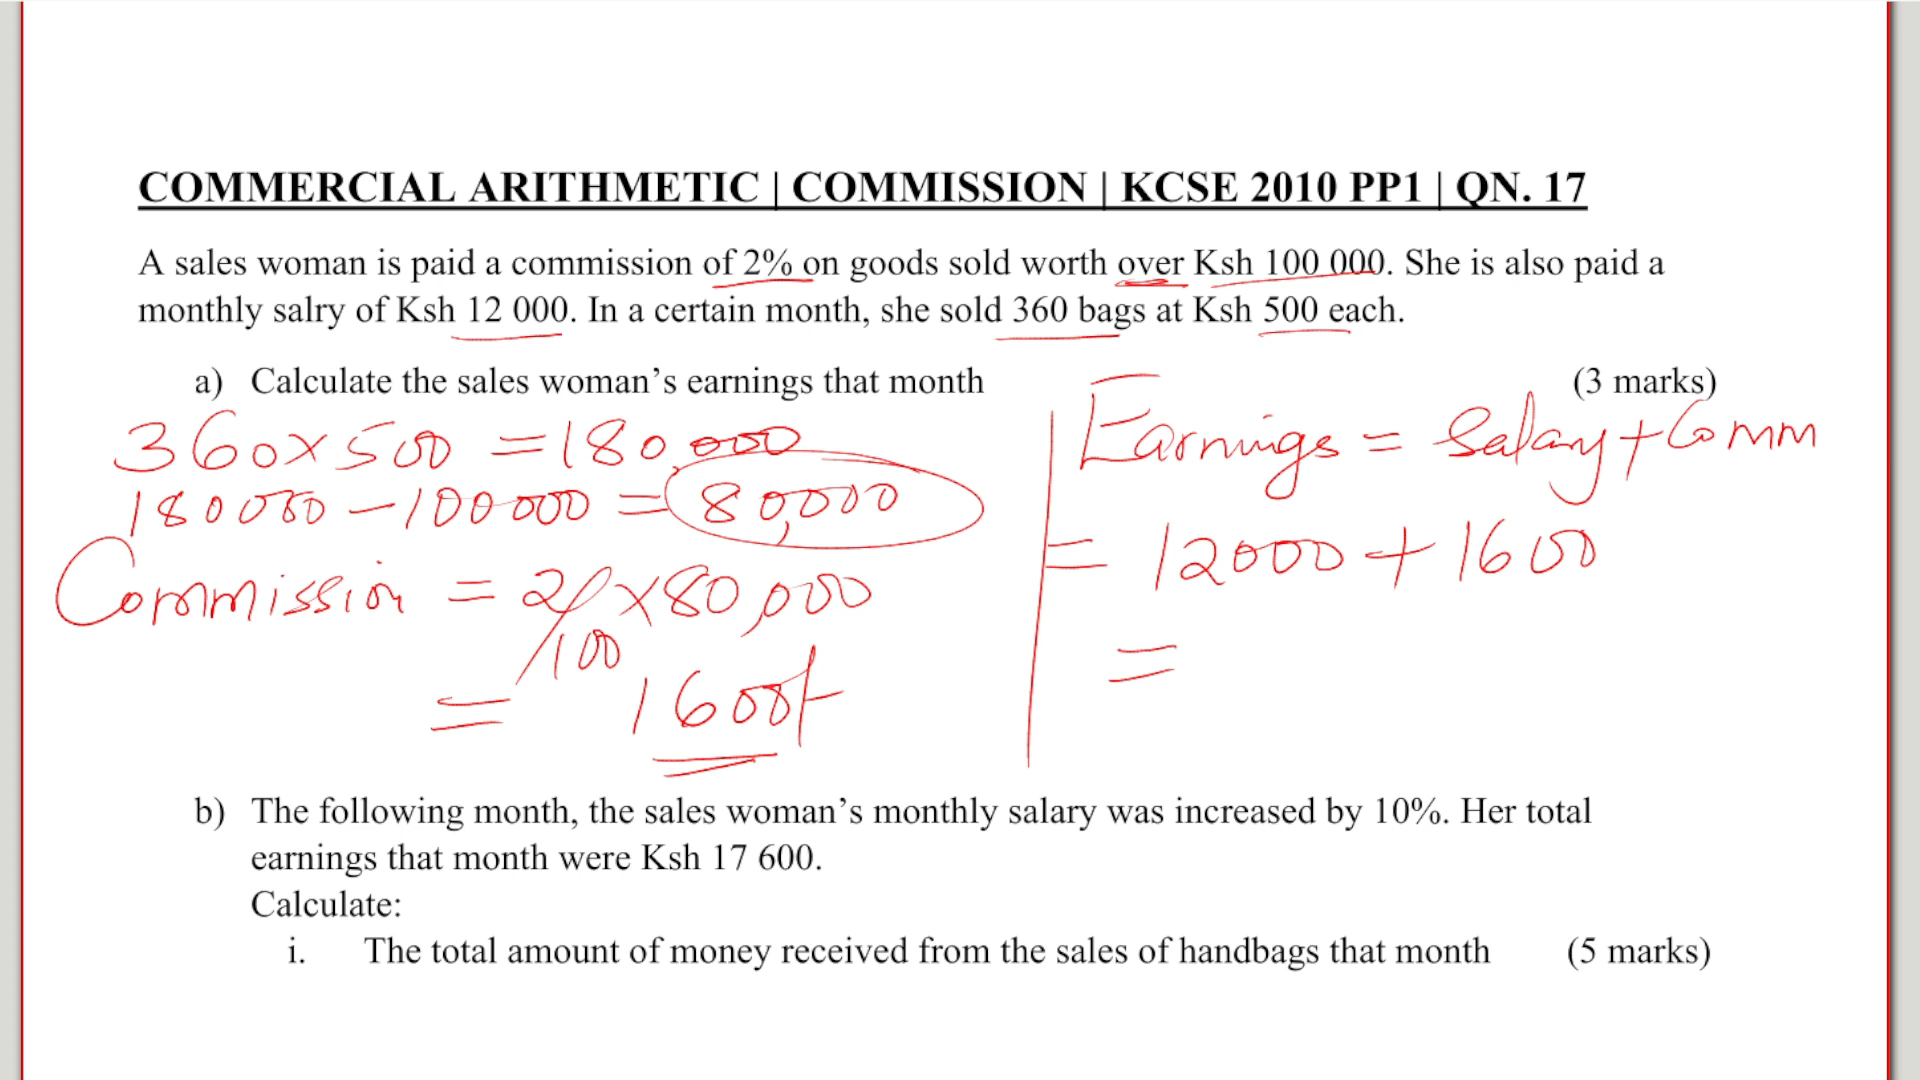 COMMERCIAL ARITHMETIC | COMMISSION | KCSE 2010 PP1 | QN. 17
A sales woman is paid a commission of 2% on goods sold worth over Ksh 100 000. She is also paid a
monthly salry of Ksh 12 000. In a certain month, she sold 360 bags at Ksh 500 each.
a) Calculate the sales woman’s earnings that month (3 marks)
360×500 = 180,000
180000 - 100000 = 80,000
Commission = 2/100 × 80,000
= 1600/-
Earnings = Salary + Comm
= 12000 + 1600
=
b) The following month, the sales woman’s monthly salary was increased by 10%. Her total
earnings that month were Ksh 17 600.
Calculate:
i. The total amount of money received from the sales of handbags that month (5 marks)